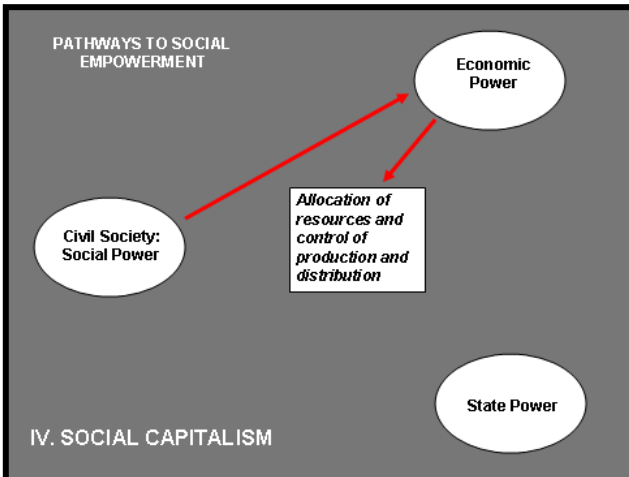 PATHWAYS TO SOCIAL
EMPOWERMENT
Economic
Power
Allocation of
resources and
control of
production and
distribution
Civil Society:
Social Power
State Power
IV. SOCIAL CAPITALISM